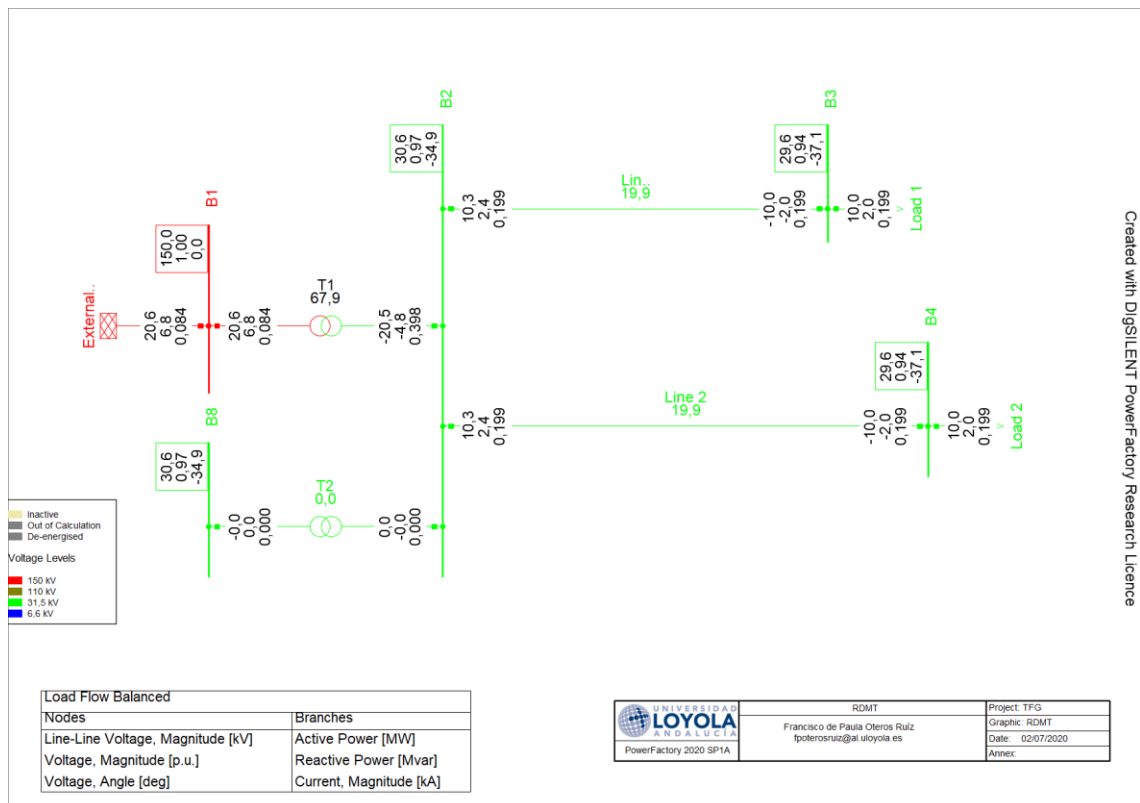 B2
30,6
0,97
-34,9
B3
29,6
0,94
-37,1
10,3
2,4
0,199
Lin..
19,9
-10,0
-2,0
0,199
10,0
2,0
0,199
Load 1
B1
150,0
1,00
0,0
External..
20,6
6,8
0,084
20,6
6,8
0,084
T1
67,9
-20,5
-4,8
0,398
B4
29,6
0,94
-37,1
10,3
2,4
0,199
Line 2
19,9
-10,0
-2,0
0,199
10,0
2,0
0,199
Load 2
B8
30,6
0,97
-34,9
-0,0
0,0
0,000
T2
0,0
0,0
-0,0
0,000
Created with DIgSILENT PowerFactory Research Licence
Inactive
Out of Calculation
De-energised
Voltage Levels
150 kV
110 kV
31,5 kV
6,6 kV
Load Flow Balanced
Nodes Branches
Line-Line Voltage, Magnitude [kV] Active Power [MW]
Voltage, Magnitude [p.u.] Reactive Power [Mvar]
Voltage, Angle [deg] Current, Magnitude [kA]
UNIVERSIDAD
LOYOLA
ANDALUCÍA
PowerFactory 2020 SP1A
RDMT
Francisco de Paula Oteros Ruíz
fpoterosruiz@al.uloyola.es
Project: TFG
Graphic: RDMT
Date: 02/07/2020
Annex: